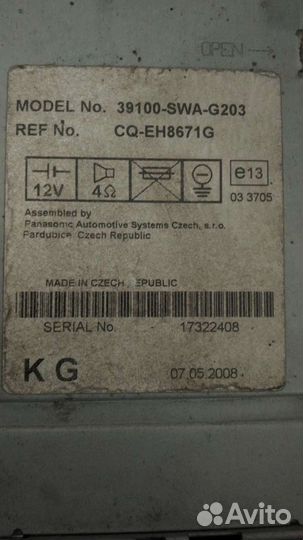 OPEN
MODEL No. 39100-SWA-G203
REF No. CQ-EH8671G
12V
4Ω
e13
03 3705
Assembled by
Panasonic Automotive Systems Czech, s.r.o.
Pardubice, Czech Republic
MADE IN CZECH REPUBLIC
SERIAL No. 17322408
K G
07.05.2008
Avito